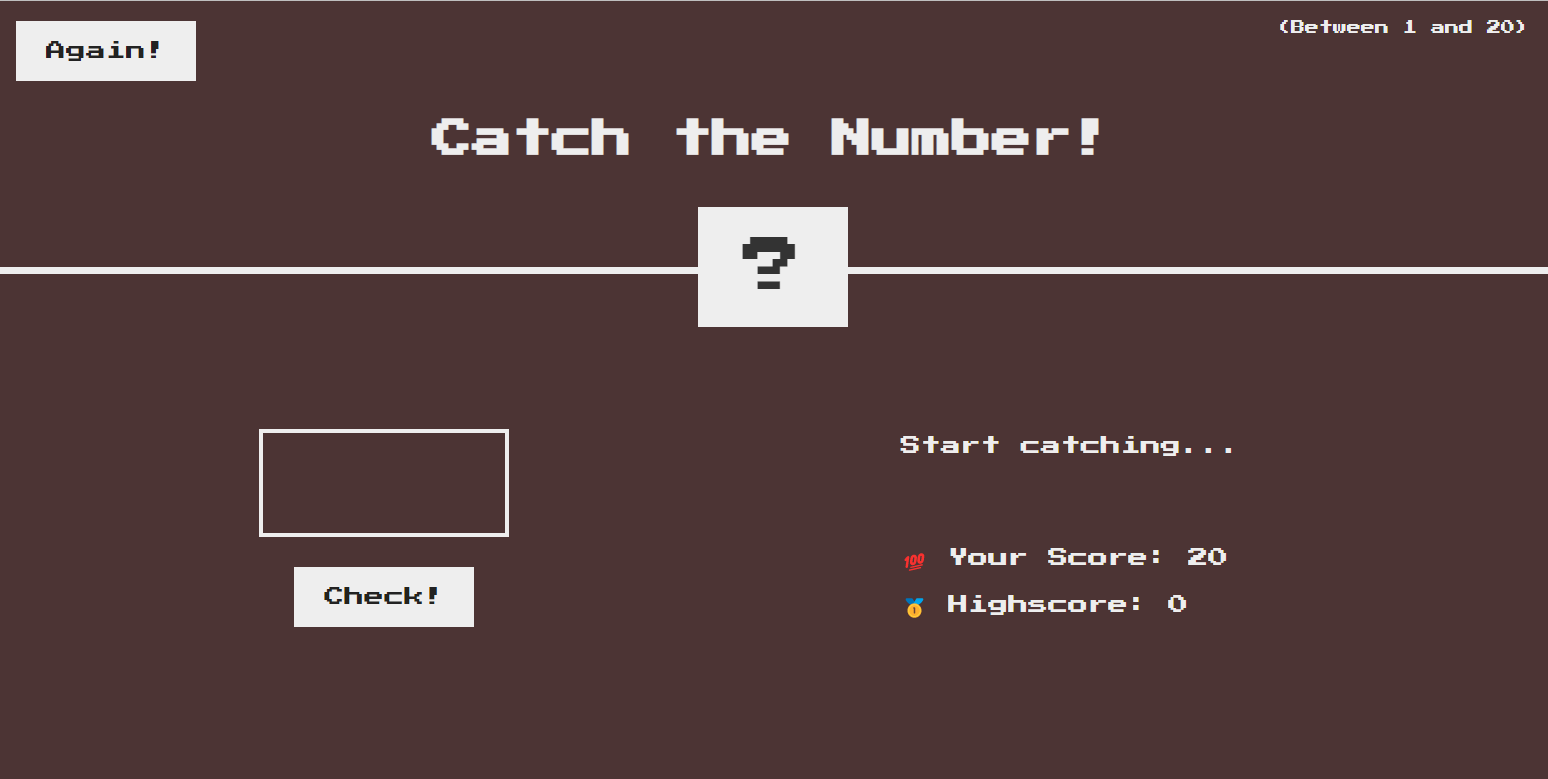 Again!
(Between 1 and 20)
Catch the Number!
?
Start catching...
💯 Your Score: 20
🥇 Highscore: 0
Check!